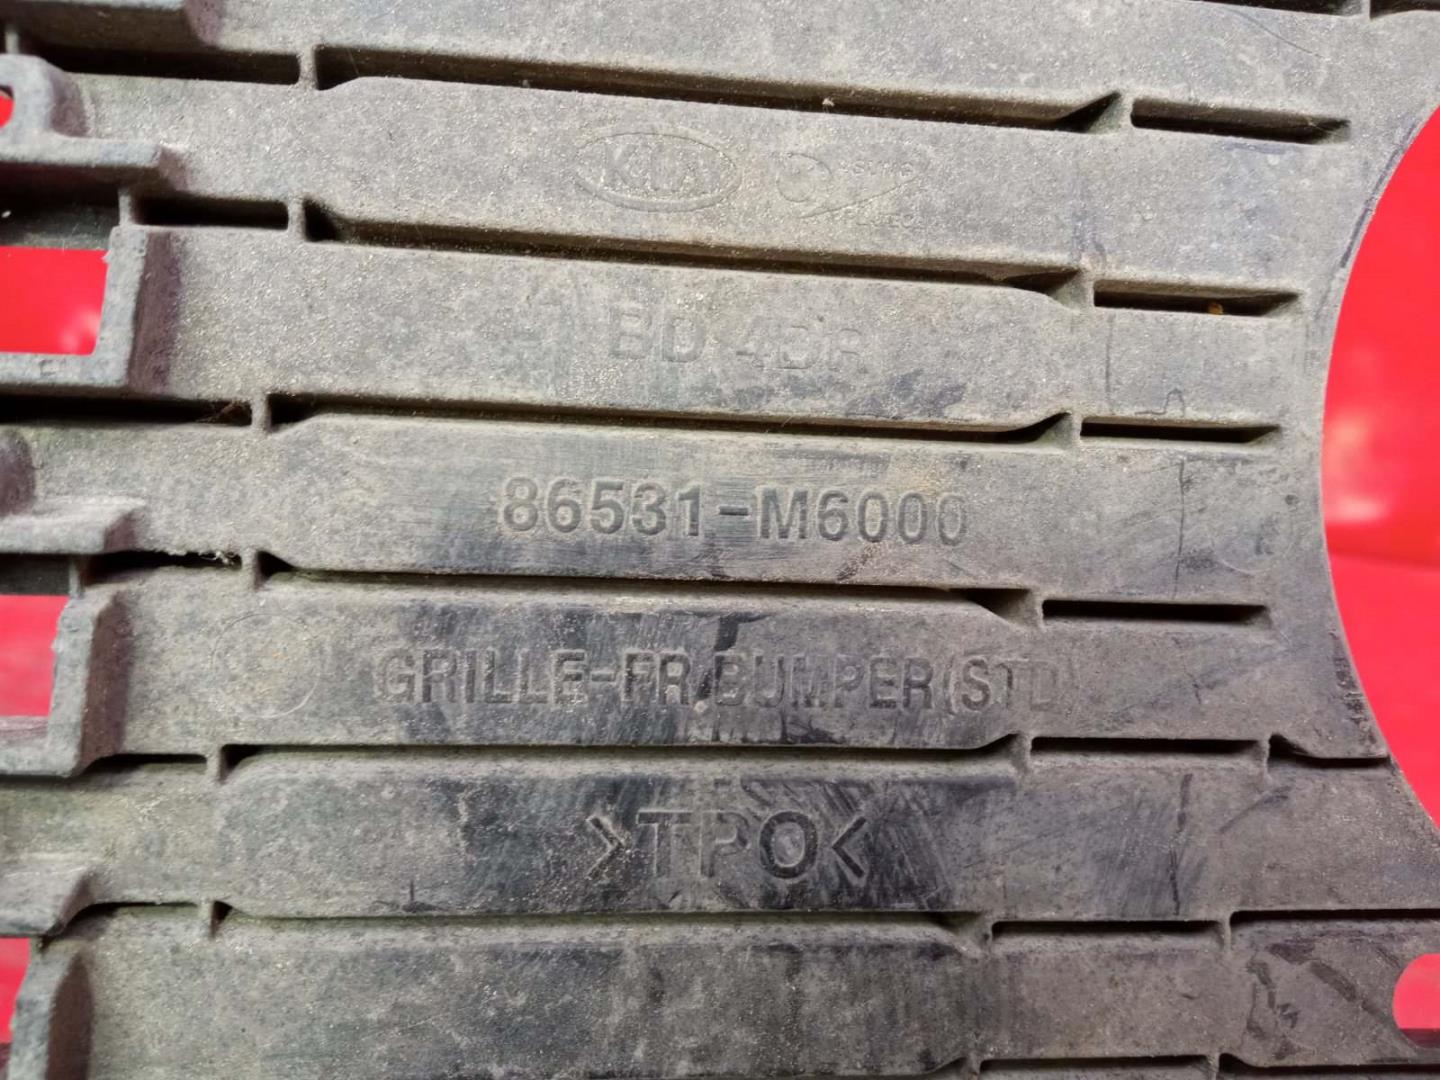 KIA
BD 4DR
86531-M6000
GRILLE-FR BUMPER(STD)
>TPO<